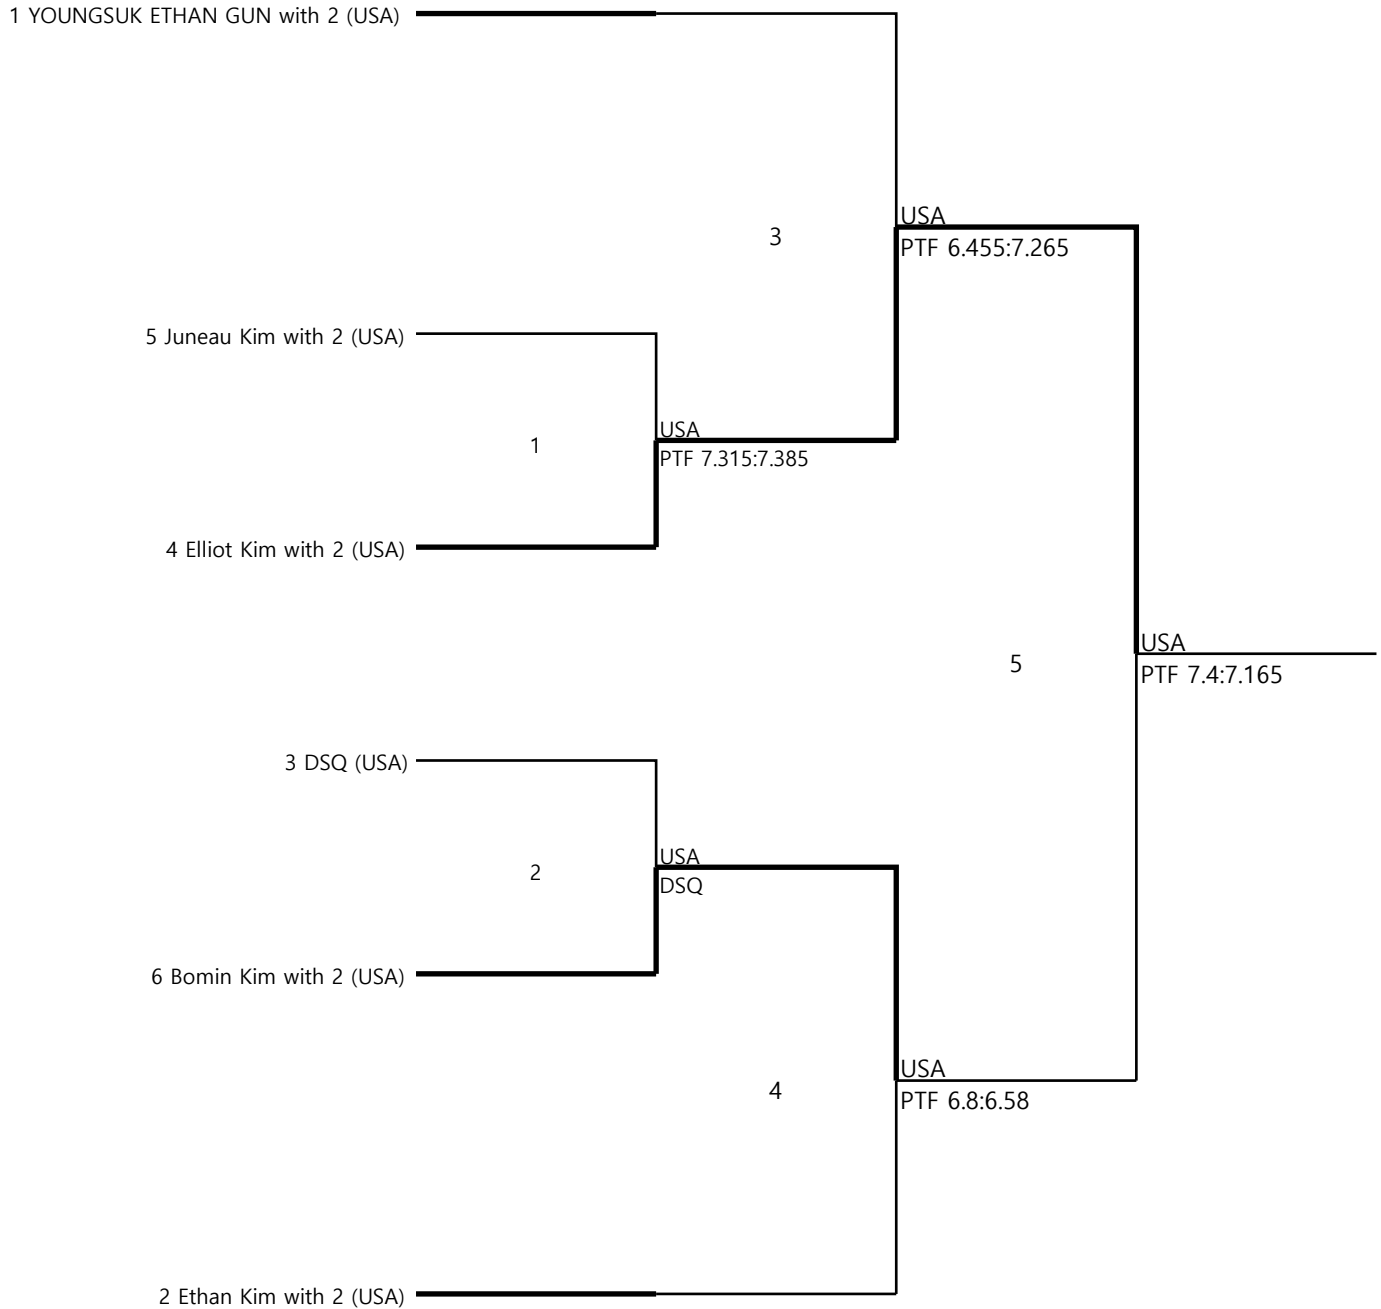 1 YOUNGSUK ETHAN GUN with 2 (USA)
USA
3
PTF 6.455:7.265
5 Juneau Kim with 2 (USA)
USA
1
PTF 7.315:7.385
4 Elliot Kim with 2 (USA)
USA
5
PTF 7.4:7.165
3 DSQ (USA)
USA
2
DSQ
6 Bomin Kim with 2 (USA)
USA
4
PTF 6.8:6.58
2 Ethan Kim with 2 (USA)